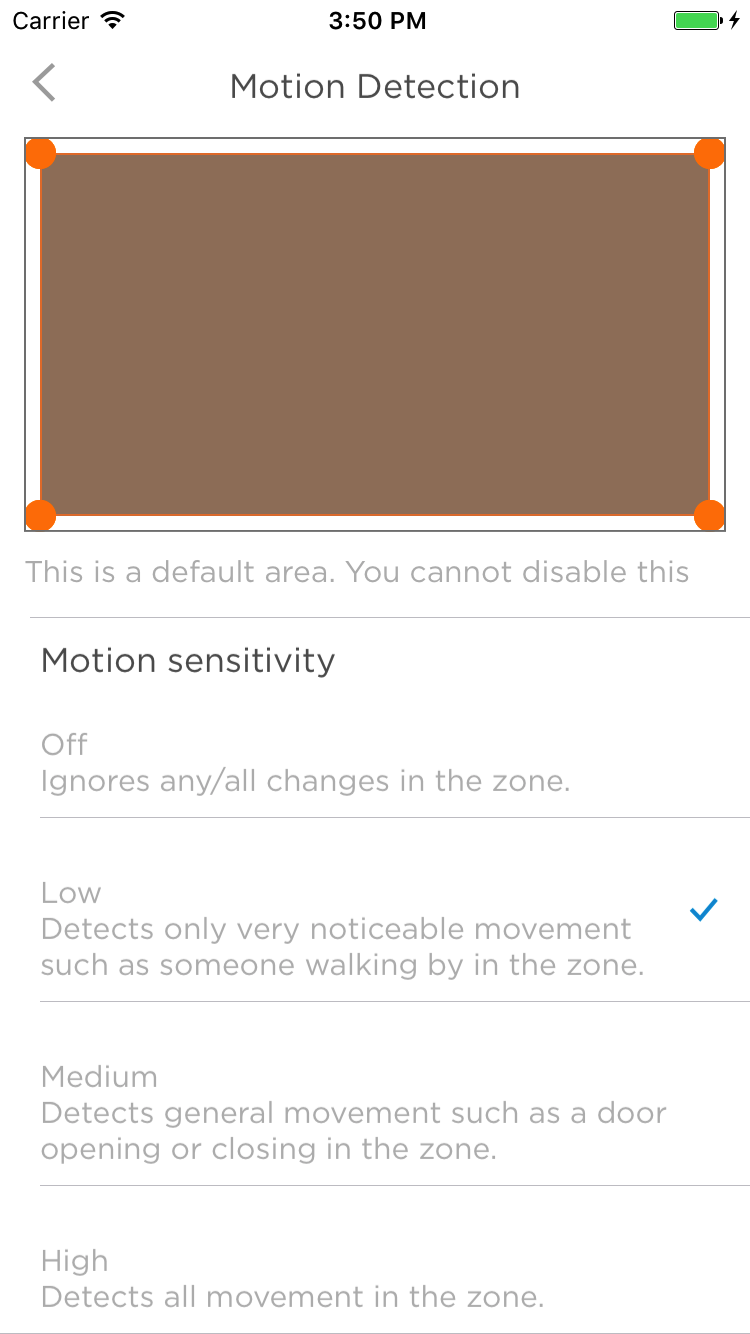 Carrier 3:50 PM
Motion Detection
This is a default area. You cannot disable this
Motion sensitivity
Off
Ignores any/all changes in the zone.
Low
Detects only very noticeable movement
such as someone walking by in the zone.
Medium
Detects general movement such as a door
opening or closing in the zone.
High
Detects all movement in the zone.